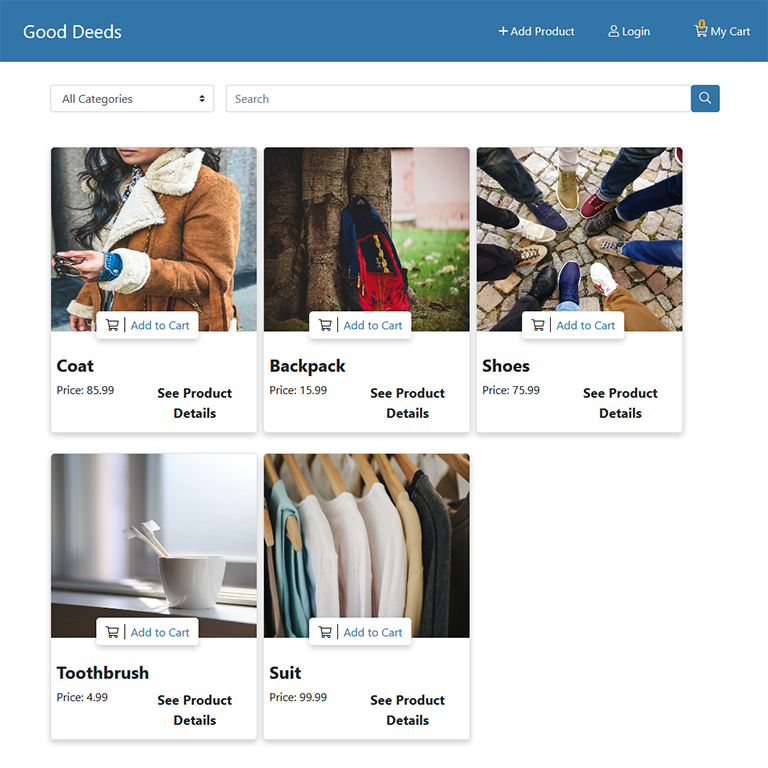 Good Deeds
Add Product
Login
0
My Cart
All Categories
Search
Add to Cart
Add to Cart
Add to Cart
Coat
Price: 85.99
See Product
Details
Backpack
Price: 15.99
See Product
Details
Shoes
Price: 75.99
See Product
Details
Add to Cart
Add to Cart
Toothbrush
Price: 4.99
See Product
Details
Suit
Price: 99.99
See Product
Details